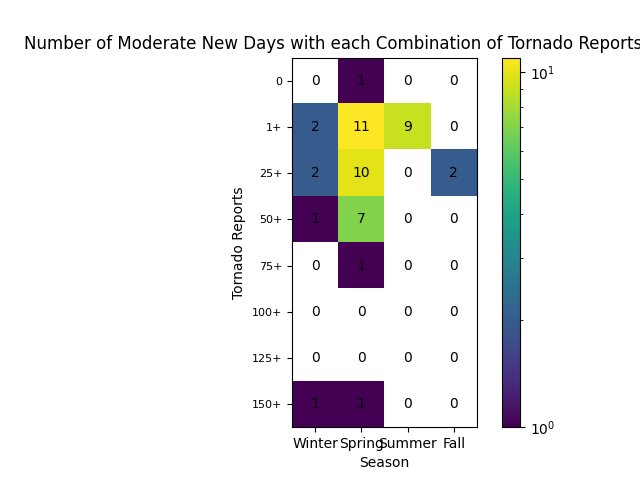 Number of Moderate New Days with each Combination of Tornado Reports
0 0 1 0 0
1+ 2 11 9 0
25+ 2 10 0 2
50+ 1 7 0 0
75+ 0 1 0 0
100+ 0 0 0 0
125+ 0 0 0 0
150+ 1 1 0 0
Winter Spring Summer Fall
Season
Tornado Reports
10¹
10⁰